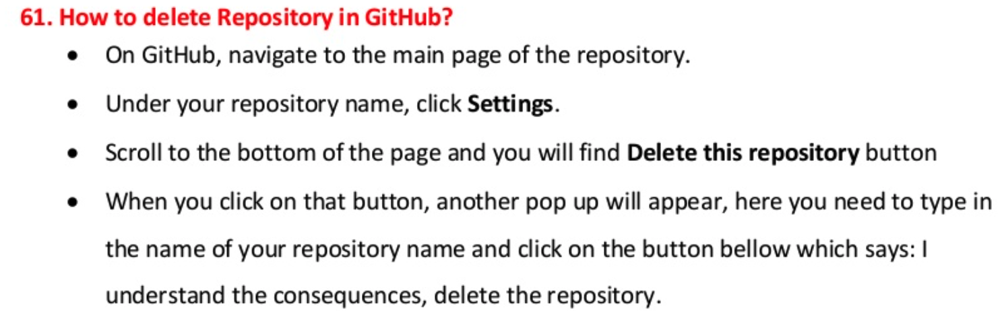 61. How to delete Repository in GitHub?
• On GitHub, navigate to the main page of the repository.
• Under your repository name, click Settings.
• Scroll to the bottom of the page and you will find Delete this repository button
• When you click on that button, another pop up will appear, here you need to type in
the name of your repository name and click on the button bellow which says: I
understand the consequences, delete the repository.